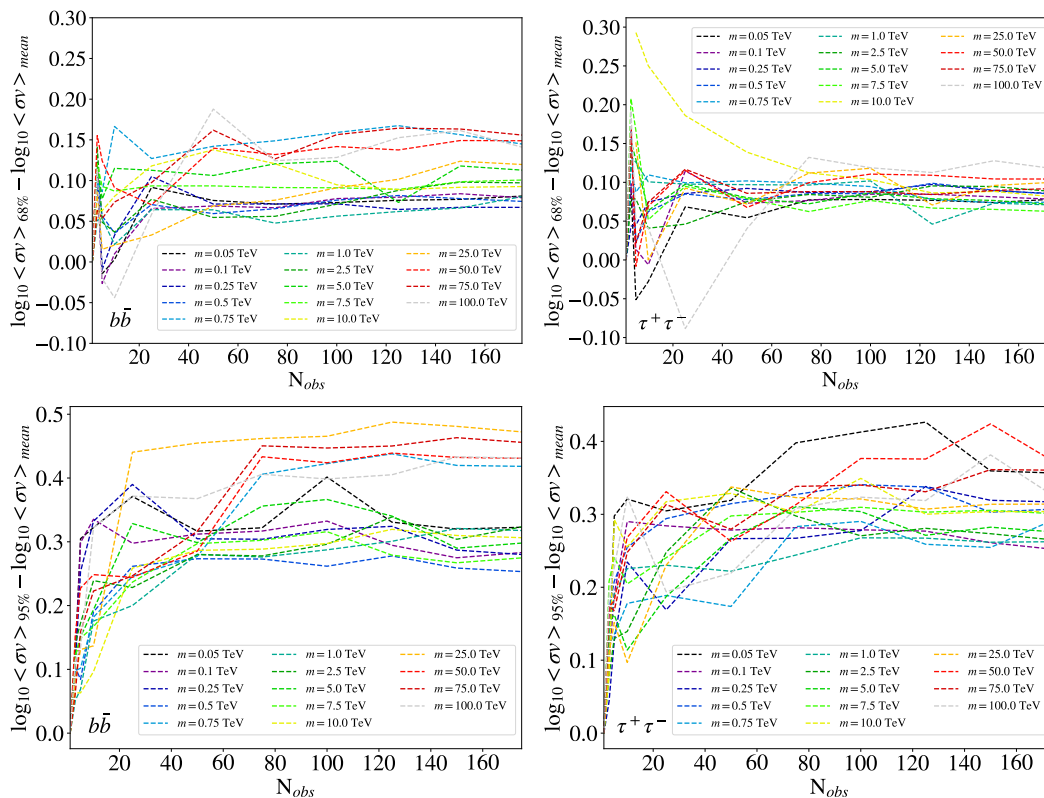 log₁₀ <σv> 68% − log₁₀ <σv> mean
0.30
0.25
0.20
0.15
0.10
0.05
0.00
−0.05
−0.10
m = 0.05 TeV
m = 0.1 TeV
m = 0.25 TeV
m = 0.5 TeV
m = 0.75 TeV
m = 1.0 TeV
m = 2.5 TeV
m = 5.0 TeV
m = 7.5 TeV
m = 10.0 TeV
m = 25.0 TeV
m = 50.0 TeV
m = 75.0 TeV
m = 100.0 TeV
bb̄
20 40 60 80 100 120 140 160
N_obs
log₁₀ <σv> 68% − log₁₀ <σv> mean
0.30
0.25
0.20
0.15
0.10
0.05
0.00
−0.05
−0.10
m = 0.05 TeV
m = 0.1 TeV
m = 0.25 TeV
m = 0.5 TeV
m = 0.75 TeV
m = 1.0 TeV
m = 2.5 TeV
m = 5.0 TeV
m = 7.5 TeV
m = 10.0 TeV
m = 25.0 TeV
m = 50.0 TeV
m = 75.0 TeV
m = 100.0 TeV
τ⁺τ⁻
20 40 60 80 100 120 140 160
N_obs
log₁₀ <σv> 95% − log₁₀ <σv> mean
0.5
0.4
0.3
0.2
0.1
0.0
m = 0.05 TeV
m = 0.1 TeV
m = 0.25 TeV
m = 0.5 TeV
m = 0.75 TeV
m = 1.0 TeV
m = 2.5 TeV
m = 5.0 TeV
m = 7.5 TeV
m = 10.0 TeV
m = 25.0 TeV
m = 50.0 TeV
m = 75.0 TeV
m = 100.0 TeV
bb̄
20 40 60 80 100 120 140 160
N_obs
log₁₀ <σv> 95% − log₁₀ <σv> mean
0.4
0.3
0.2
0.1
0.0
m = 0.05 TeV
m = 0.1 TeV
m = 0.25 TeV
m = 0.5 TeV
m = 0.75 TeV
m = 1.0 TeV
m = 2.5 TeV
m = 5.0 TeV
m = 7.5 TeV
m = 10.0 TeV
m = 25.0 TeV
m = 50.0 TeV
m = 75.0 TeV
m = 100.0 TeV
τ⁺τ⁻
20 40 60 80 100 120 140 160
N_obs